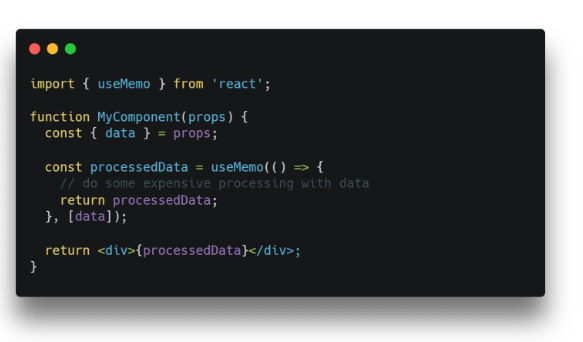 import { useMemo } from 'react';
function MyComponent(props) {
const { data } = props;
const processedData = useMemo(() => {
// do some expensive processing with data
return processedData;
}, [data]);
return <div>{processedData}</div>;
}